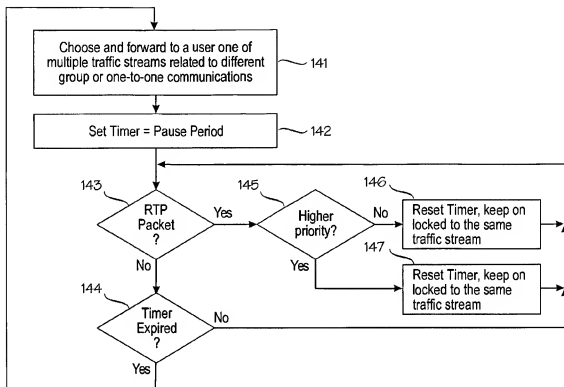 Choose and forward to a user one of
multiple traffic streams related to different
group or one-to-one communications
141
Set Timer = Pause Period
142
143
RTP
Packet
?
Yes
No
145
Higher
priority?
No
Yes
146
Reset Timer, keep on
locked to the same
traffic stream
147
Reset Timer, keep on
locked to the same
traffic stream
144
Timer
Expired
?
No
Yes